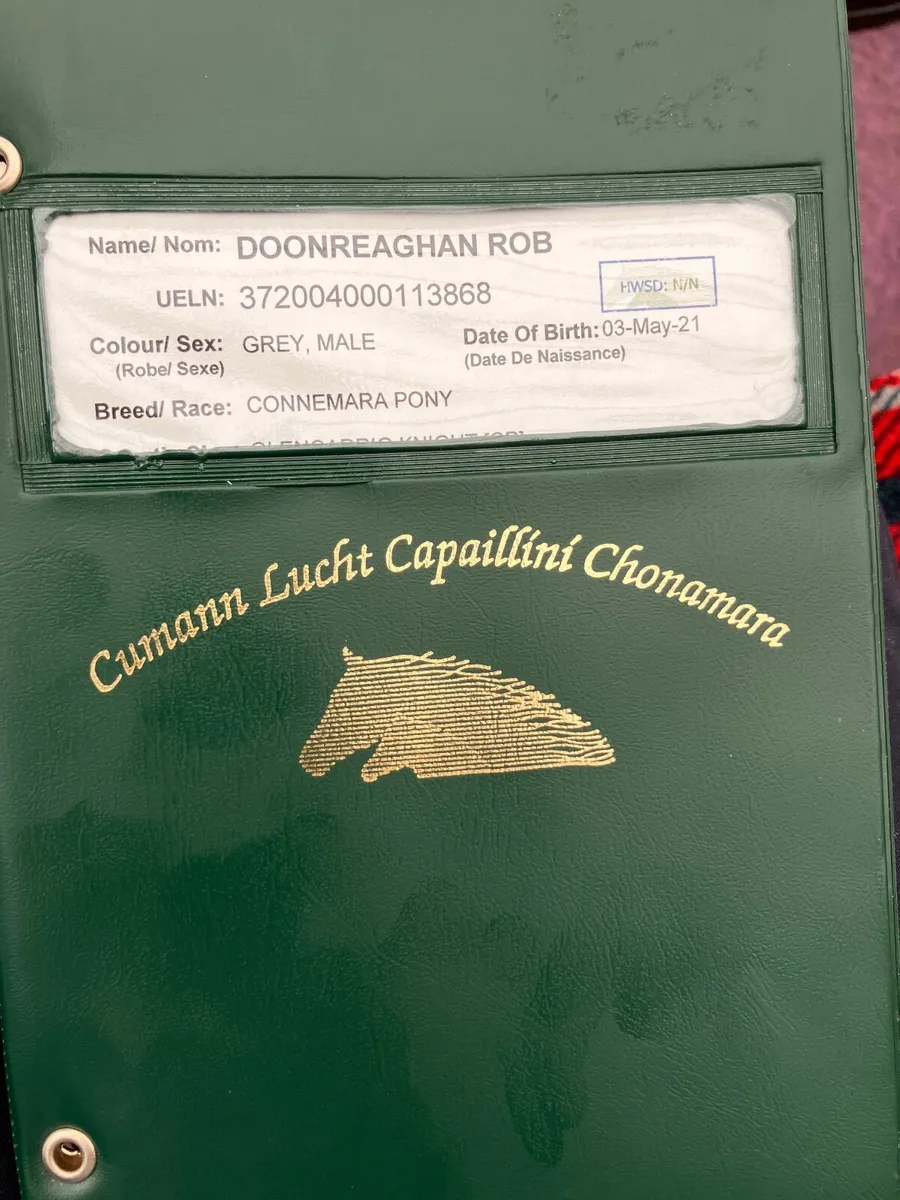 Name/ Nom: DOONREAGHAN ROB
UELN: 372004000113868
HWSD: N/N
Colour/ Sex: GREY, MALE
(Robe/ Sexe)
Date Of Birth: 03-May-21
(Date De Naissance)
Breed/ Race: CONNEMARA PONY
Cumann Lucht Capaillíní Chonamara